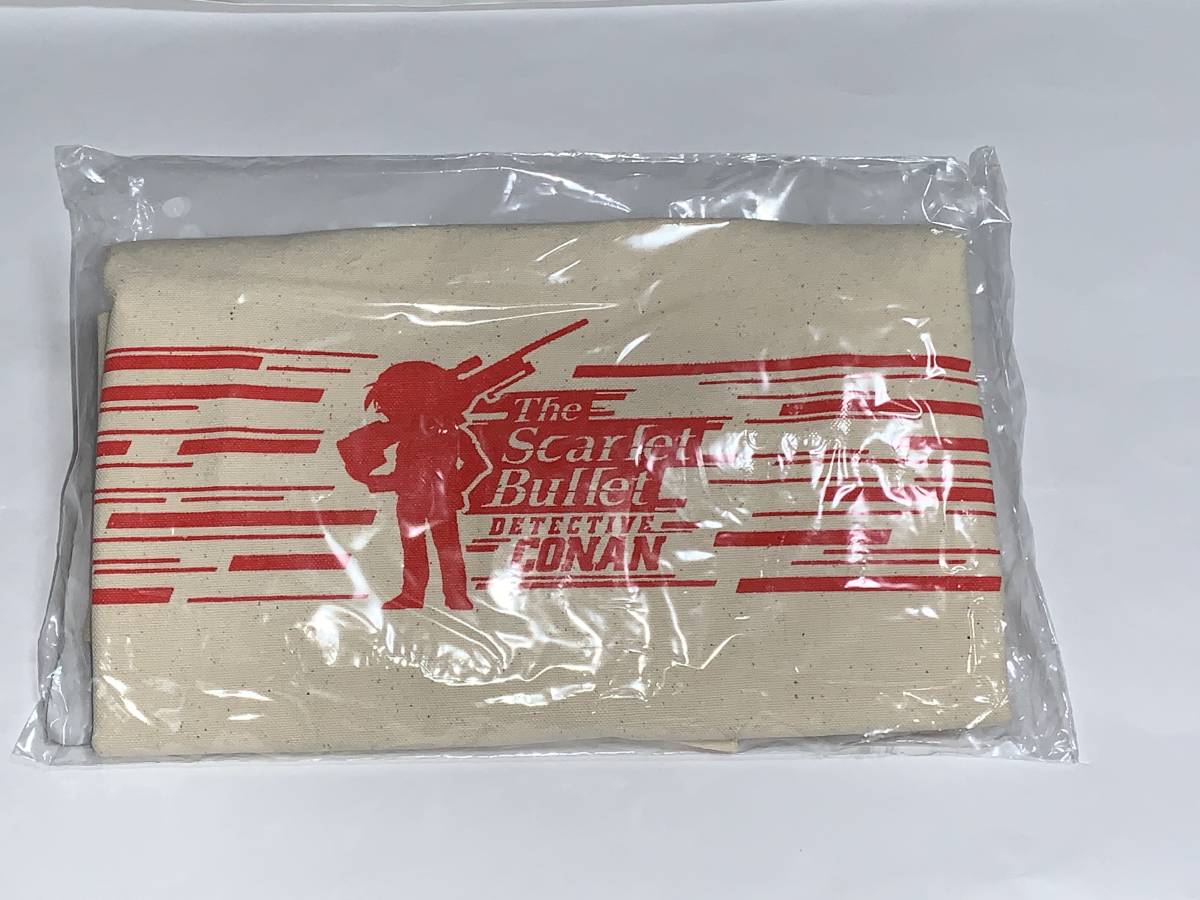 The
Scarlet
Bullet
DETECTIVE
CONAN